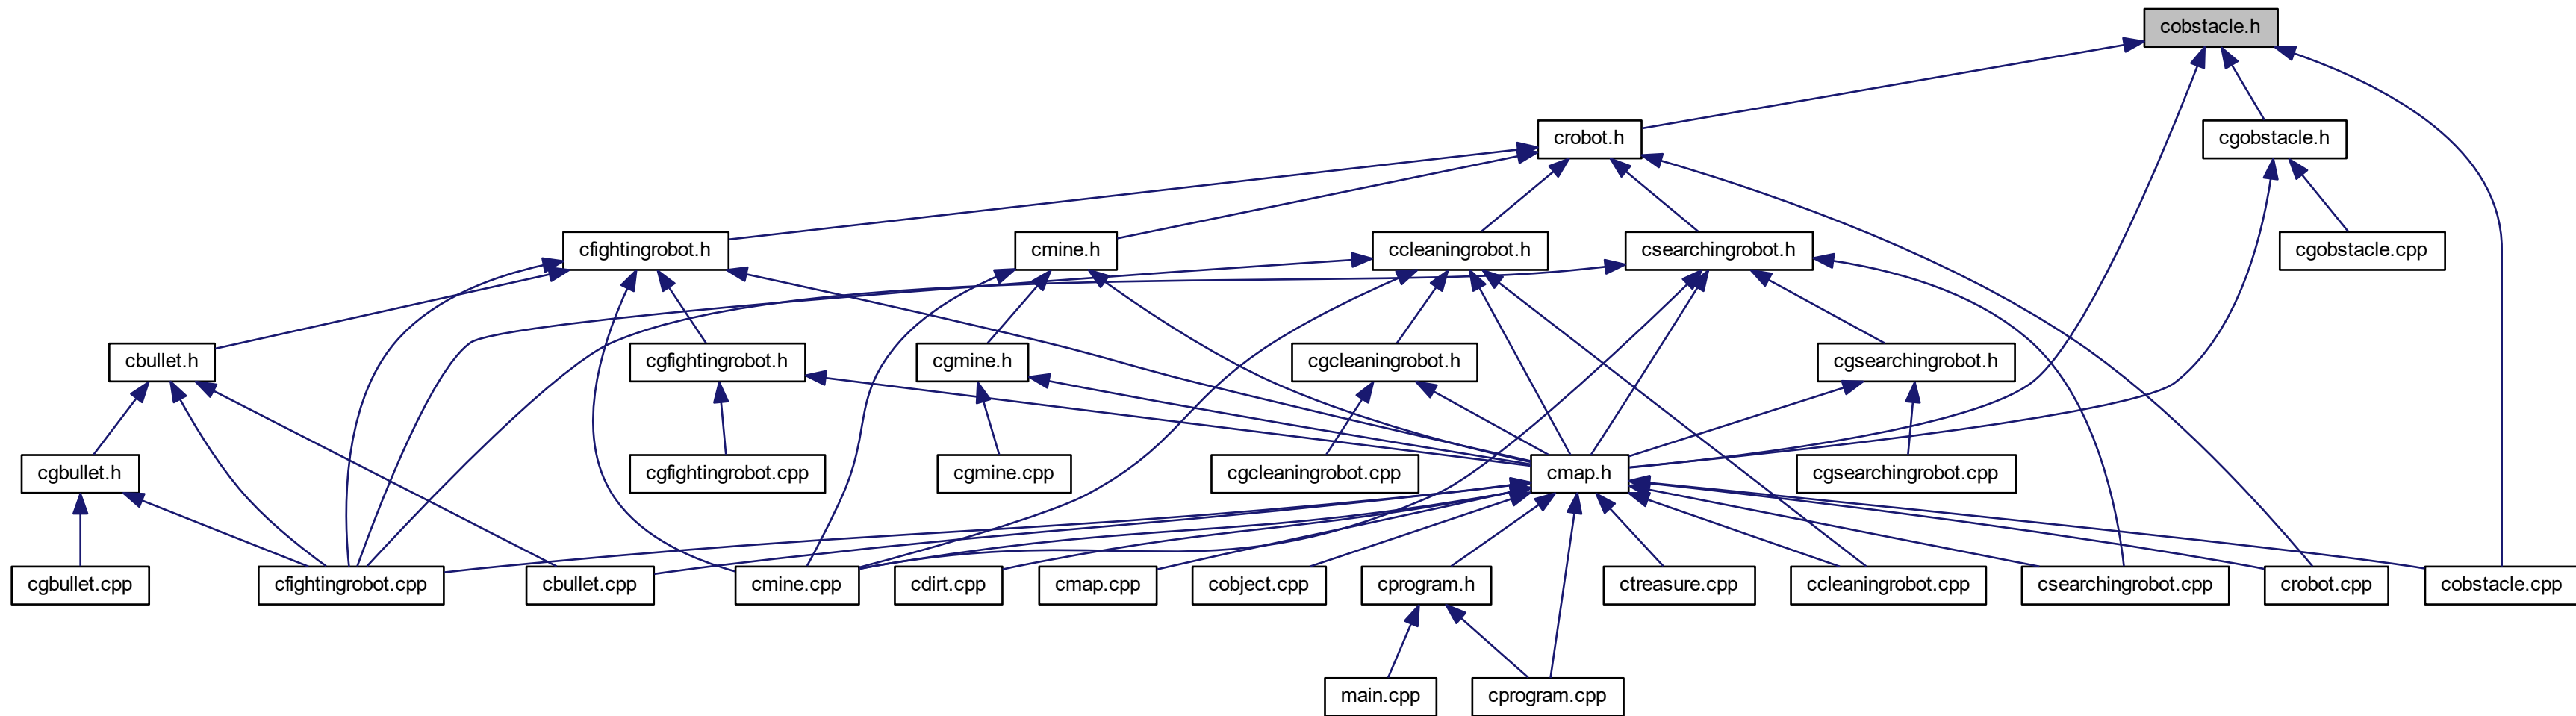 cobstacle.h
crobot.h
cgobstacle.h
cfightingrobot.h
cmine.h
ccleaningrobot.h
csearchingrobot.h
cgobstacle.cpp
cbullet.h
cgfightingrobot.h
cgmine.h
cgcleaningrobot.h
cgsearchingrobot.h
cgbullet.h
cgfightingrobot.cpp
cgmine.cpp
cgcleaningrobot.cpp
cmap.h
cgsearchingrobot.cpp
cgbullet.cpp
cfightingrobot.cpp
cbullet.cpp
cmine.cpp
cdirt.cpp
cmap.cpp
cobject.cpp
cprogram.h
ctreasure.cpp
ccleaningrobot.cpp
csearchingrobot.cpp
crobot.cpp
cobstacle.cpp
main.cpp
cprogram.cpp